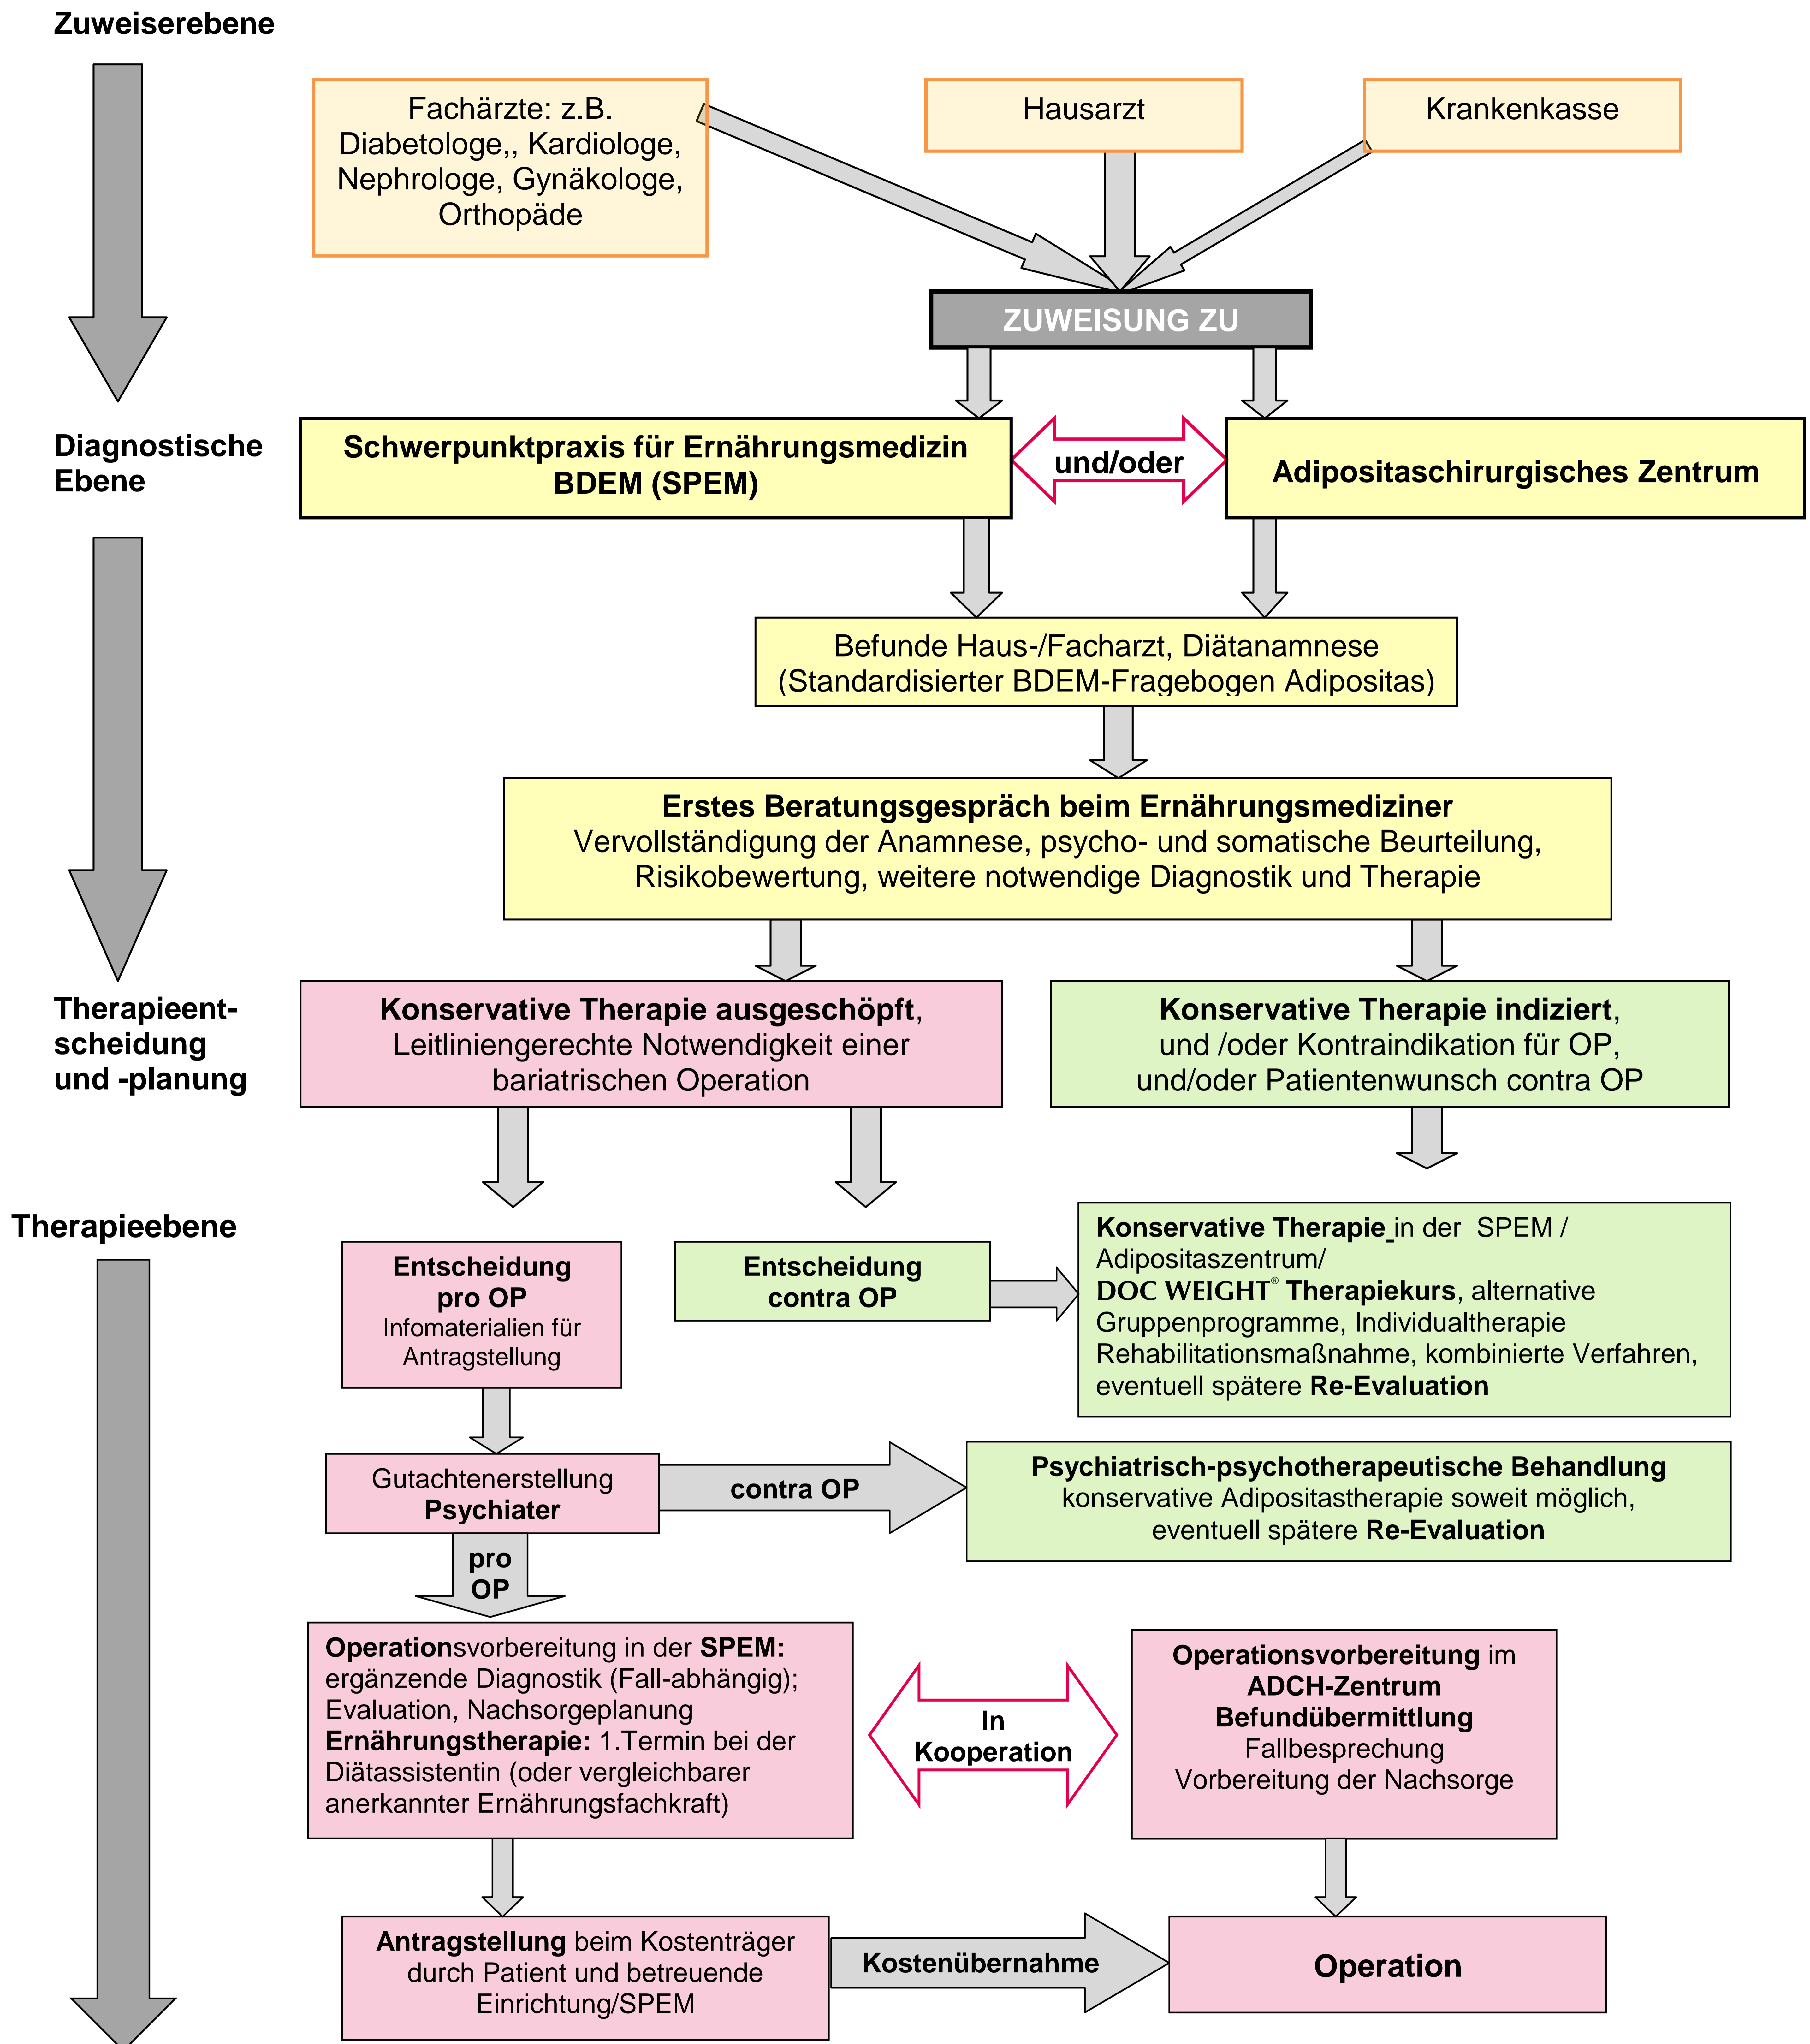 Zuweiserebene
Fachärzte: z.B.
Diabetologe,, Kardiologe,
Nephrologe, Gynäkologe,
Orthopäde
Hausarzt
Krankenkasse
ZUWEISUNG ZU
Diagnostische
Ebene
Schwerpunktpraxis für Ernährungsmedizin
BDEM (SPEM)
und/oder
Adipositaschirurgisches Zentrum
Befunde Haus-/Facharzt, Diätanamnese
(Standardisierter BDEM-Fragebogen Adipositas)
Erstes Beratungsgespräch beim Ernährungsmediziner
Vervollständigung der Anamnese, psycho- und somatische Beurteilung,
Risikobewertung, weitere notwendige Diagnostik und Therapie
Therapieent-
scheidung
und -planung
Konservative Therapie ausgeschöpft,
Leitliniengerechte Notwendigkeit einer
bariatrischen Operation
Konservative Therapie indiziert,
und /oder Kontraindikation für OP,
und/oder Patientenwunsch contra OP
Therapieebene
Entscheidung
pro OP
Infomaterialien für
Antragstellung
Entscheidung
contra OP
Konservative Therapie in der SPEM /
Adipositaszentrum/
DOC WEIGHT® Therapiekurs, alternative
Gruppenprogramme, Individualtherapie
Rehabilitationsmaßnahme, kombinierte Verfahren,
eventuell spätere Re-Evaluation
Gutachtenerstellung
Psychiater
contra OP
Psychiatrisch-psychotherapeutische Behandlung
konservative Adipositastherapie soweit möglich,
eventuell spätere Re-Evaluation
pro
OP
Operationsvorbereitung in der SPEM:
ergänzende Diagnostik (Fall-abhängig);
Evaluation, Nachsorgeplanung
Ernährungstherapie: 1.Termin bei der
Diätassistentin (oder vergleichbarer
anerkannter Ernährungsfachkraft)
In
Kooperation
Operationsvorbereitung im
ADCH-Zentrum
Befundübermittlung
Fallbesprechung
Vorbereitung der Nachsorge
Antragstellung beim Kostenträger
durch Patient und betreuende
Einrichtung/SPEM
Kostenübernahme
Operation